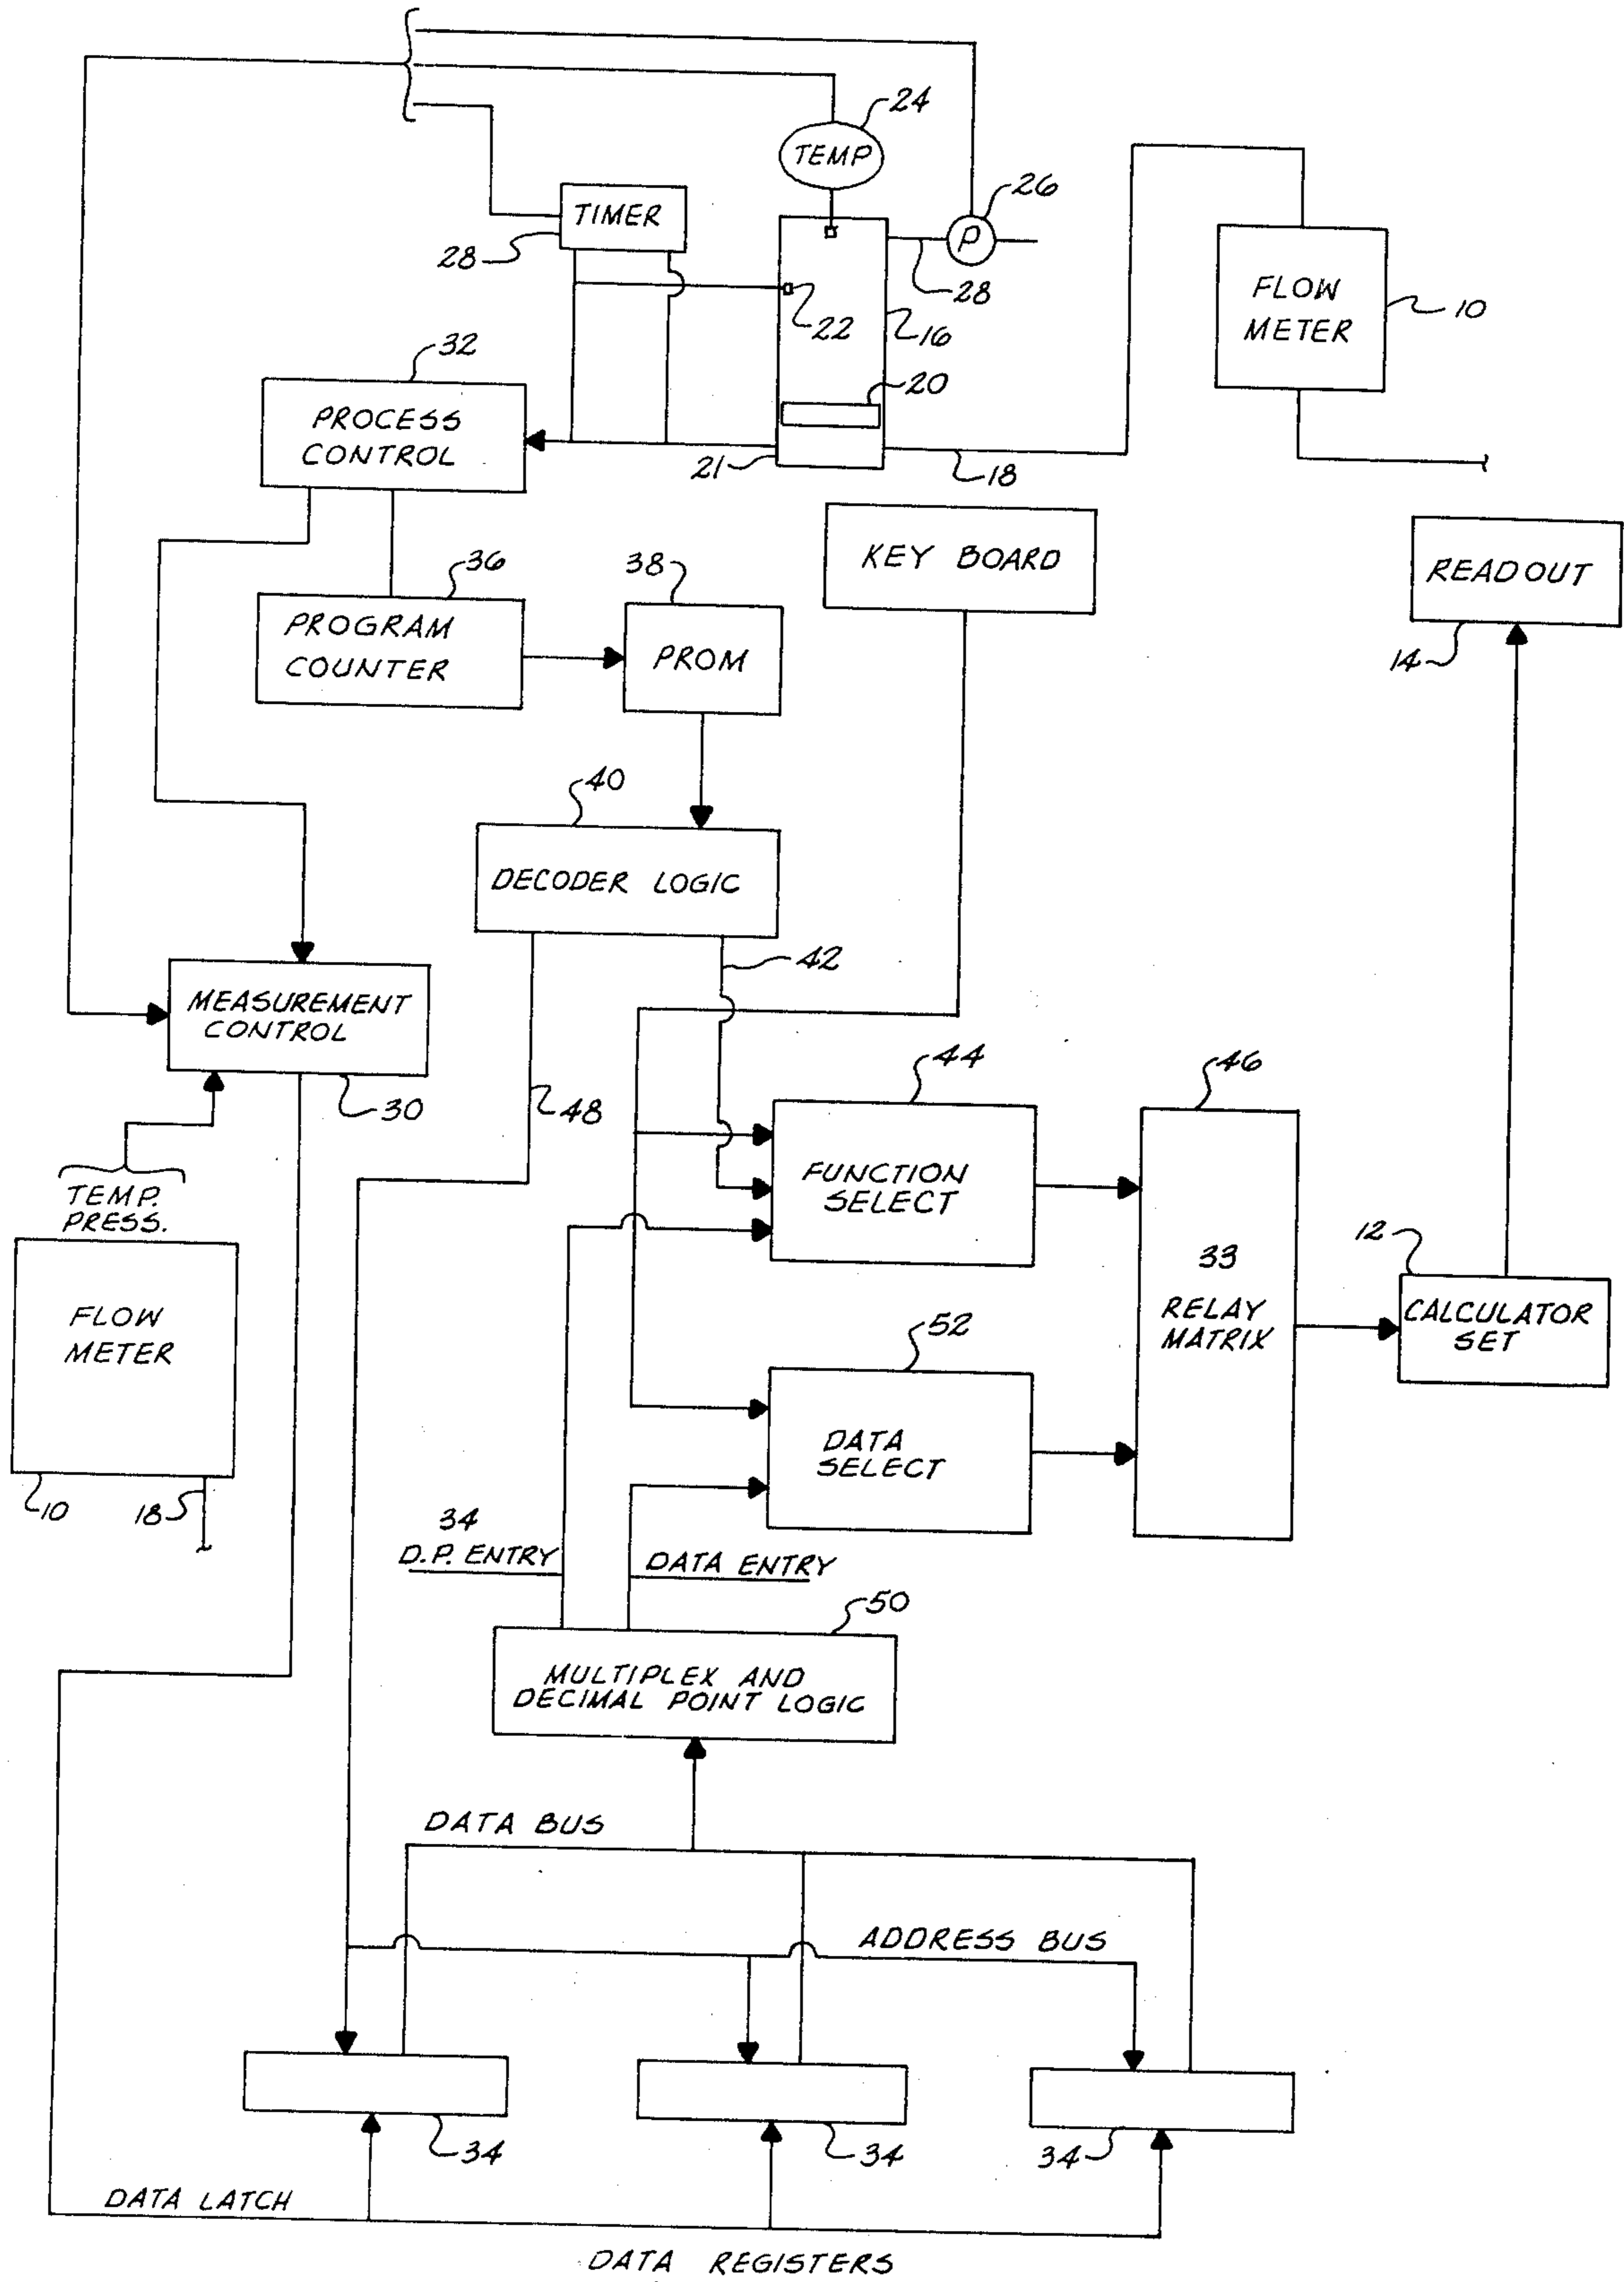 24
TEMP
26
TIMER
P
28
28
FLOW
METER
10
22
16
32
20
PROCESS
CONTROL
21
18
KEY BOARD
READOUT
14
36
38
PROGRAM
COUNTER
PROM
40
DECODER LOGIC
42
MEASUREMENT
CONTROL
30
48
44
46
TEMP.
PRESS.
FUNCTION
SELECT
33
RELAY
MATRIX
12
CALCULATOR
SET
FLOW
METER
10
18
52
DATA
SELECT
34
D.P. ENTRY
DATA ENTRY
50
MULTIPLEX AND
DECIMAL POINT LOGIC
DATA BUS
ADDRESS BUS
34
34
34
DATA LATCH
DATA REGISTERS